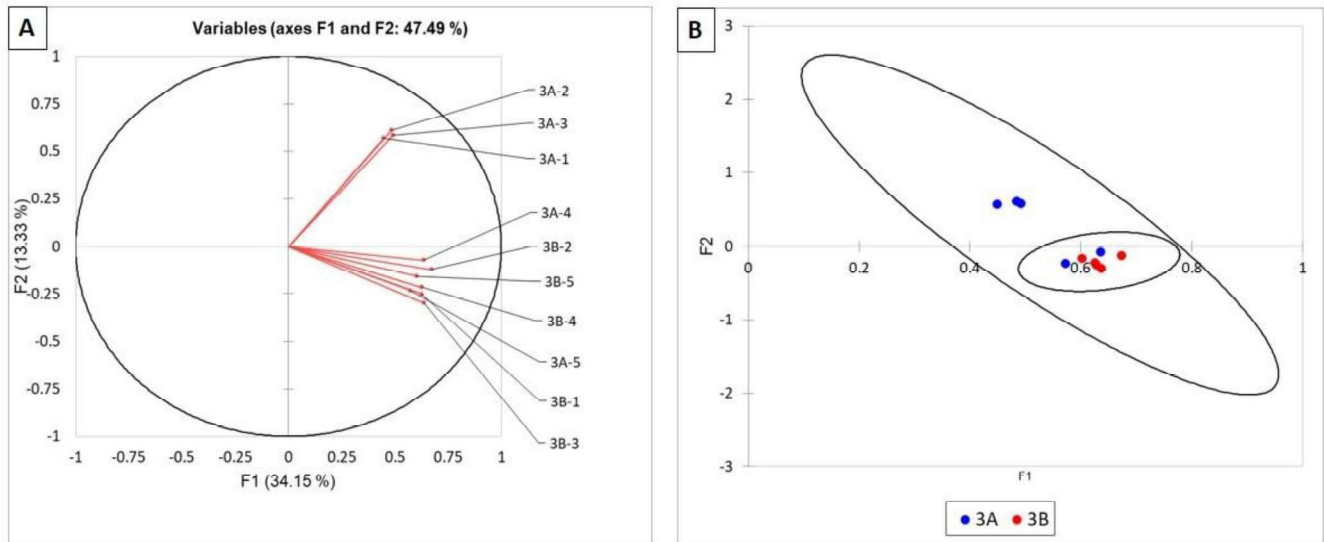 A
Variables (axes F1 and F2: 47.49 %)
1
0.75
0.5
0.25
0
-0.25
-0.5
-0.75
-1
F2 (13.33 %)
-1
-0.75
-0.5
-0.25
0
0.25
0.5
0.75
1
F1 (34.15 %)
3A-2
3A-3
3A-1
3A-4
3B-2
3B-5
3B-4
3A-5
3B-1
3B-3
B
3
2
1
0
-1
-2
-3
F2
0
0.2
0.4
0.6
0.8
1
F1
3A
3B